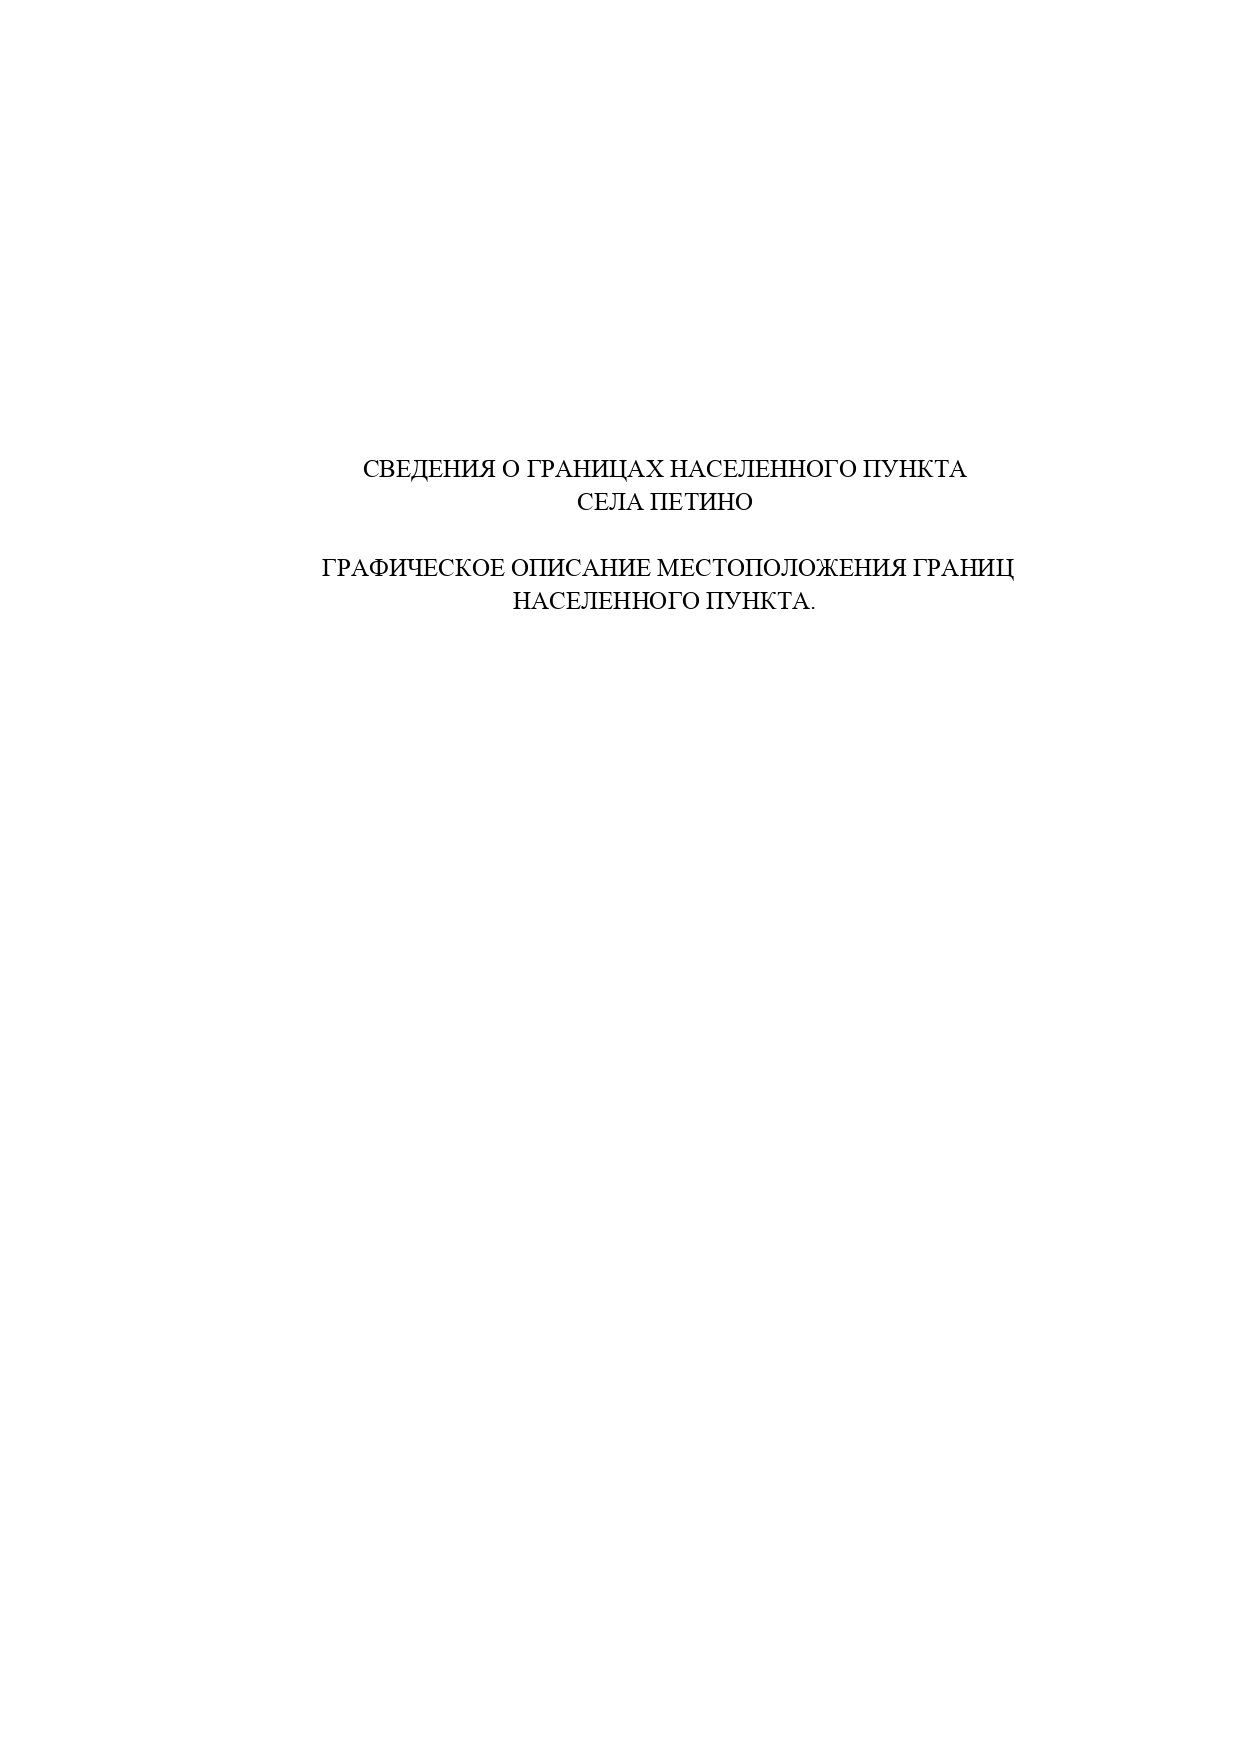 СВЕДЕНИЯ О ГРАНИЦАХ НАСЕЛЕННОГО ПУНКТА
СЕЛА ПЕТИНО
ГРАФИЧЕСКОЕ ОПИСАНИЕ МЕСТОПОЛОЖЕНИЯ ГРАНИЦ
НАСЕЛЕННОГО ПУНКТА.